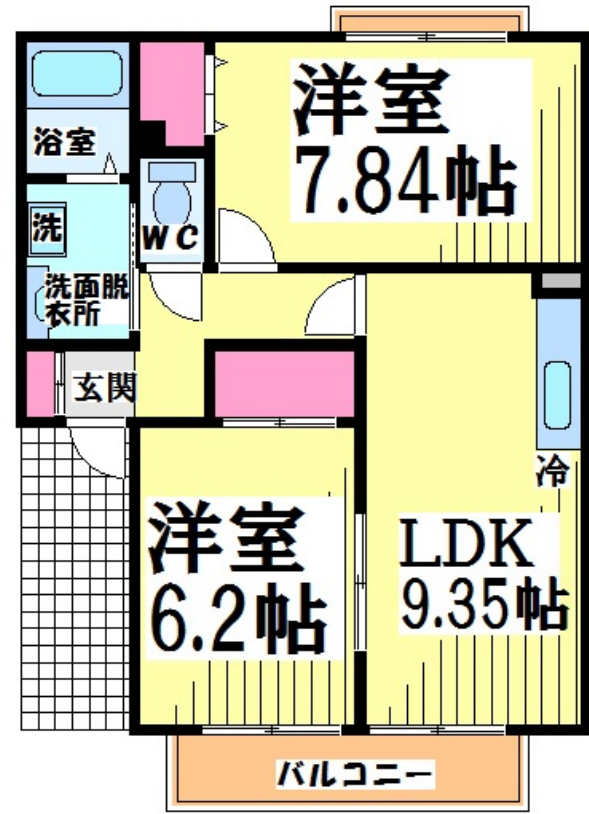 洋室
7.84帖
浴室
WC
洗
洗面脱
衣所
玄関
冷
洋室
6.2帖
LDK
9.35帖
バルコニー